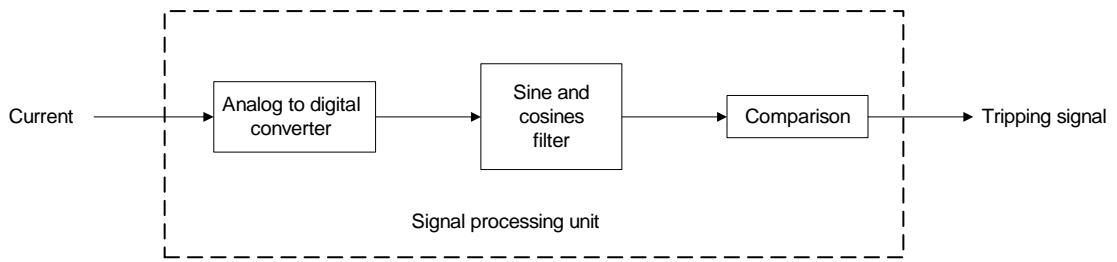 Current
Analog to digital
converter
Sine and
cosines
filter
Comparison
Tripping signal
Signal processing unit